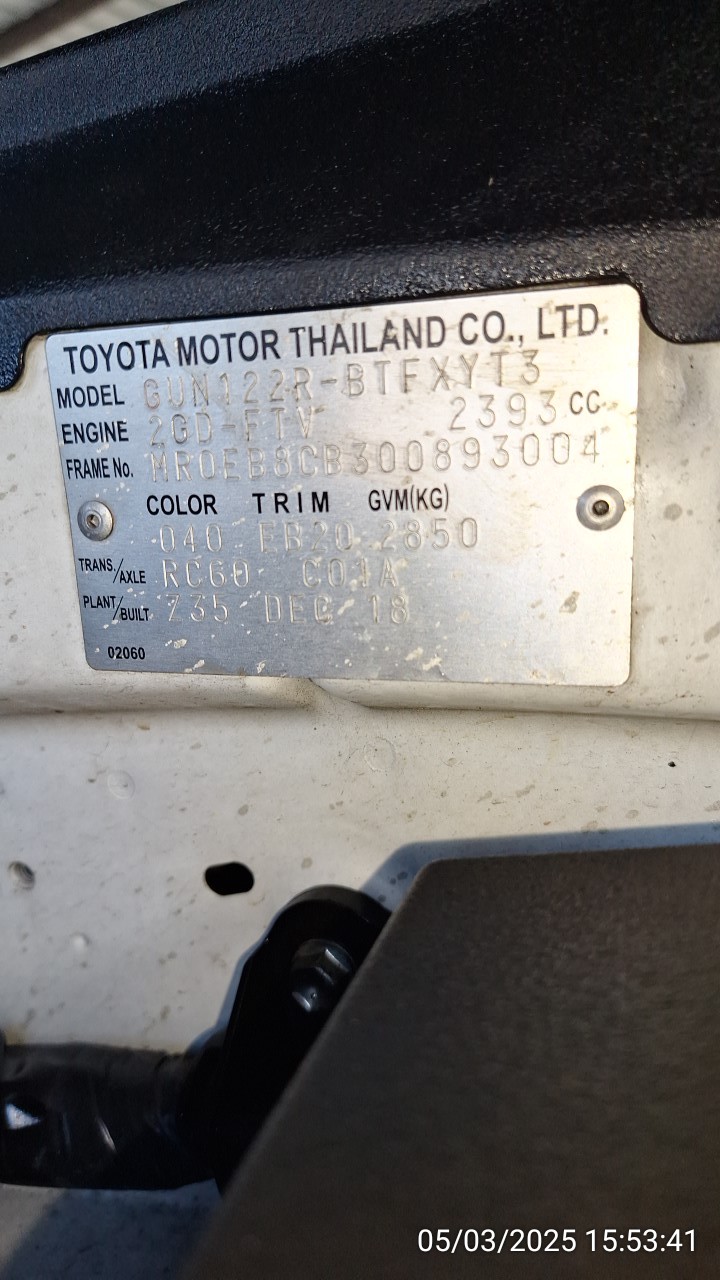 TOYOTA MOTOR THAILAND CO., LTD.
MODEL GUN122R-BTFXYT3
ENGINE 2GD-FTV 2393 CC
FRAME No. MR0EB8CB300893004
COLOR TRIM GVM(KG)
040 EB20 2850
TRANS./AXLE RC60 C01A
PLANT/BUILT Z35 DEC 18
02060
05/03/2025 15:53:41